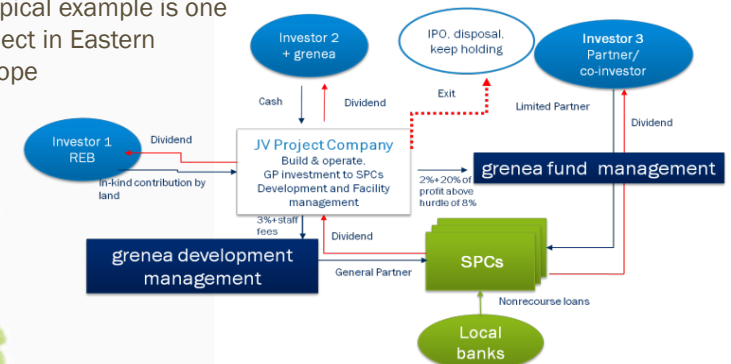 pical example is one
ect in Eastern
ope
Investor 2
+ grenea
IPO, disposal,
keep holding
Investor 3
Partner/
co-investor
Cash
Dividend
Exit
Limited Partner
Dividend
Investor 1
REB
Dividend
In-kind contribution by
land
JV Project Company
Build & operate.
GP investment to SPCs
Development and Facility
management
2%+20% of
profit above
hurdle of 8%
grenea fund management
3%+staff
fees
Dividend
grenea development
management
General Partner
SPCs
Nonrecourse loans
Local
banks